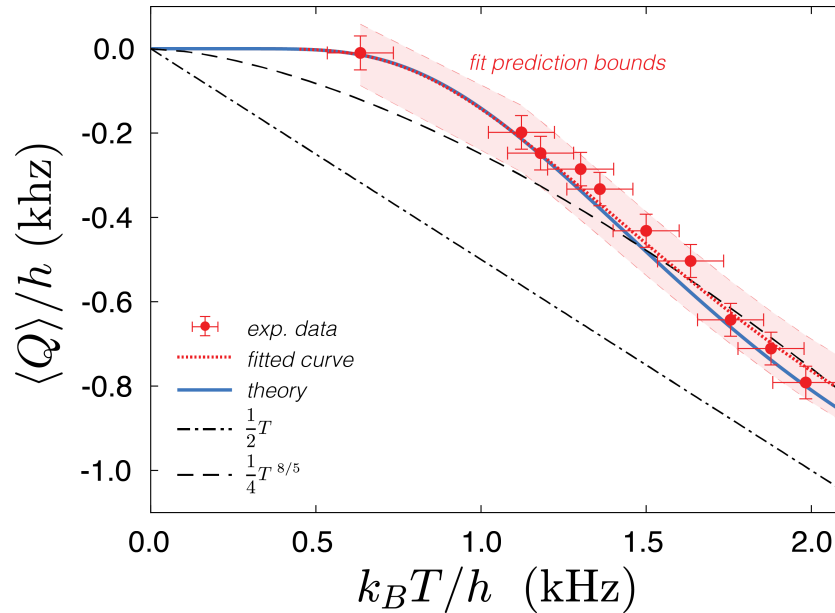 0.0
-0.2
-0.4
-0.6
-0.8
-1.0
⟨Q⟩/h (khz)
fit prediction bounds
exp. data
fitted curve
theory
1/2 T
1/4 T^{8/5}
0.0 0.5 1.0 1.5 2.0
k_B T/h (kHz)